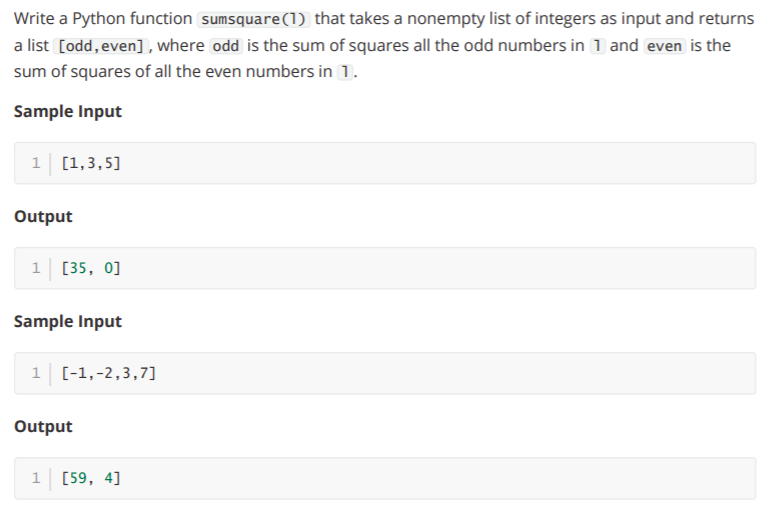 Write a Python function sumsquare(l) that takes a nonempty list of integers as input and returns
a list [odd,even], where odd is the sum of squares all the odd numbers in l and even is the
sum of squares of all the even numbers in l.
Sample Input
1 [1,3,5]
Output
1 [35, 0]
Sample Input
1 [-1,-2,3,7]
Output
1 [59, 4]